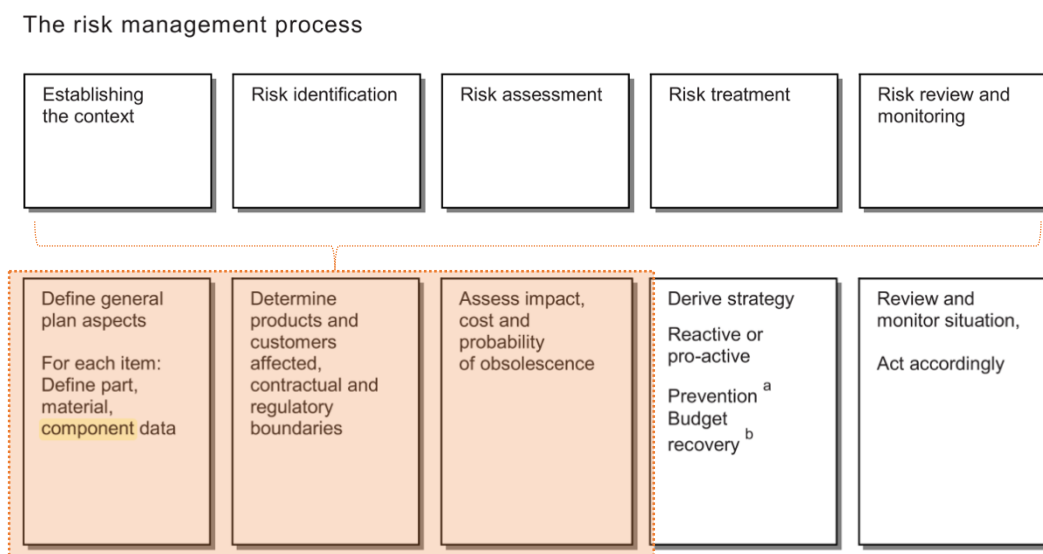 The risk management process
Establishing
the context
Risk identification
Risk assessment
Risk treatment
Risk review and
monitoring
Define general
plan aspects
For each item:
Define part,
material,
component data
Determine
products and
customers
affected,
contractual and
regulatory
boundaries
Assess impact,
cost and
probability
of obsolescence
Derive strategy
Reactive or
pro-active
Prevention a
Budget
recovery b
Review and
monitor situation,
Act accordingly